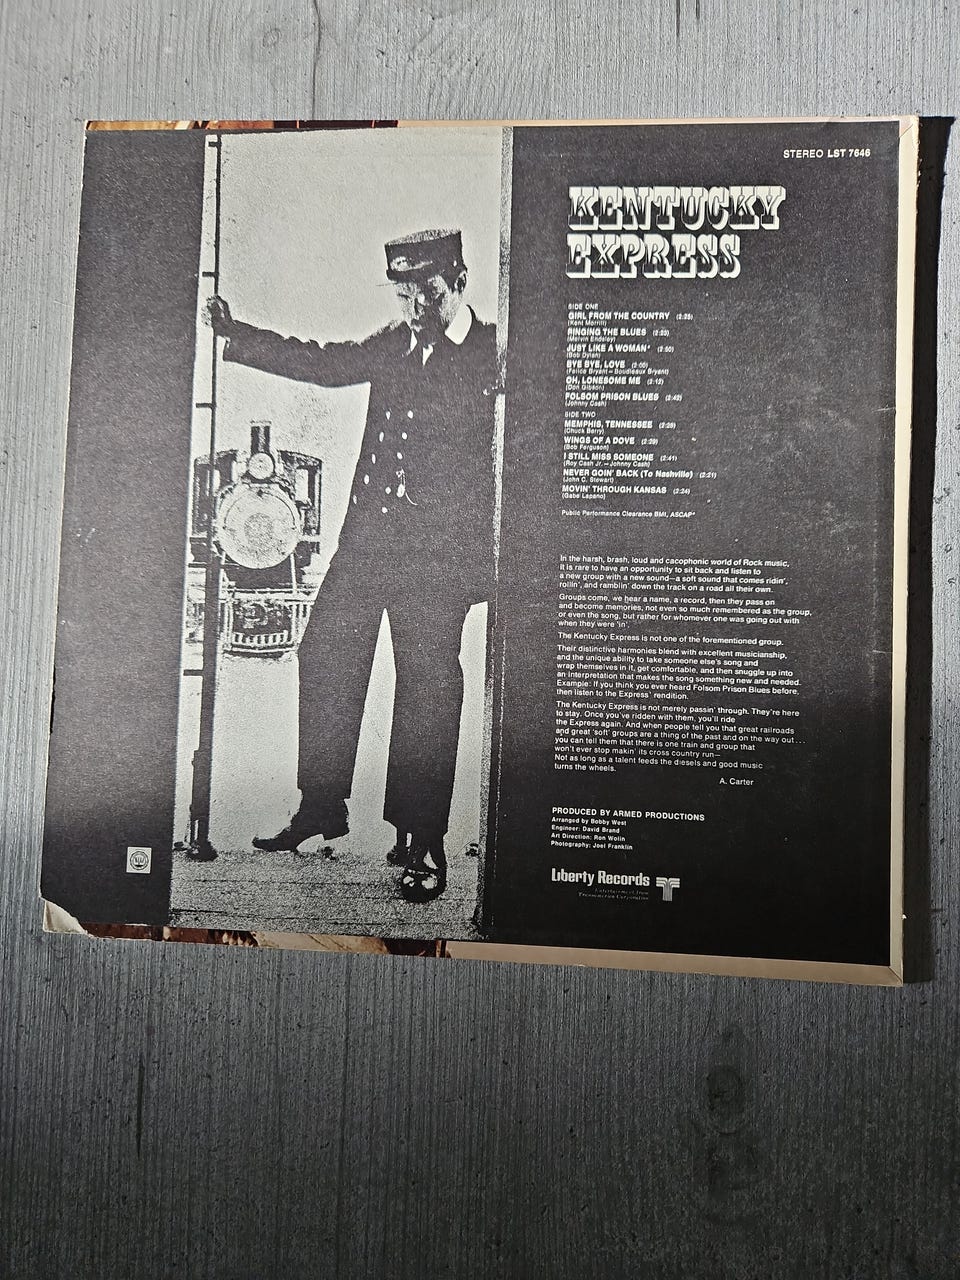 STEREO LST 7646
KENTUCKY
EXPRESS
SIDE ONE
GIRL FROM THE COUNTRY (2:25)
(Kent Morrill)
SINGING THE BLUES (2:23)
(Melvin Endsley)
JUST LIKE A WOMAN* (2:50)
(Bob Dylan)
BYE BYE, LOVE (2:00)
(Felice Bryant—Boudleaux Bryant)
OH, LONESOME ME (2:12)
(Don Gibson)
FOLSOM PRISON BLUES (2:42)
(Johnny Cash)
SIDE TWO
MEMPHIS, TENNESSEE (2:28)
(Chuck Berry)
WINGS OF A DOVE (2:29)
(Bob Ferguson)
I STILL MISS SOMEONE (2:41)
(Roy Cash Jr.—Johnny Cash)
NEVER GOIN' BACK (To Nashville) (2:21)
(John C. Stewart)
MOVIN' THROUGH KANSAS (2:24)
(Gabe Lapano)
Public Performance Clearance BMI, ASCAP*
In the harsh, brash, loud and cacophonic world of Rock music,
it is rare to have an opportunity to sit back and listen to
a new group with a new sound—a soft sound that comes ridin',
rollin', and ramblin' down the track on a road all their own.
Groups come, we hear a name, a record, then they pass on
and become memories, not even so much remembered as the group,
or even the song, but rather for whomever one was going out with
when they were 'in'.
The Kentucky Express is not one of the forementioned group.
Their distinctive harmonies blend with excellent musicianship,
and the unique ability to take someone else's song and
wrap themselves in it, get comfortable, and then snuggle up into
an interpretation that makes the song something new and needed.
Example: If you think you ever heard Folsom Prison Blues before,
then listen to the Express' rendition.
The Kentucky Express is not merely passin' through. They're here
to stay. Once you've ridden with them, you'll ride
the Express again. And when people tell you that great railroads
and great 'soft' groups are a thing of the past and on the way out...
you can tell them that there is one train and group that
won't ever stop makin' its cross country run—
Not as long as a talent feeds the diesels and good music
turns the wheels.
A. Carter
PRODUCED BY ARMED PRODUCTIONS
Arranged by Bobby West
Engineer: David Brand
Art Direction: Ron Wolin
Photography: Joel Franklin
Liberty Records
Entertainment from
Transamerica Corporation